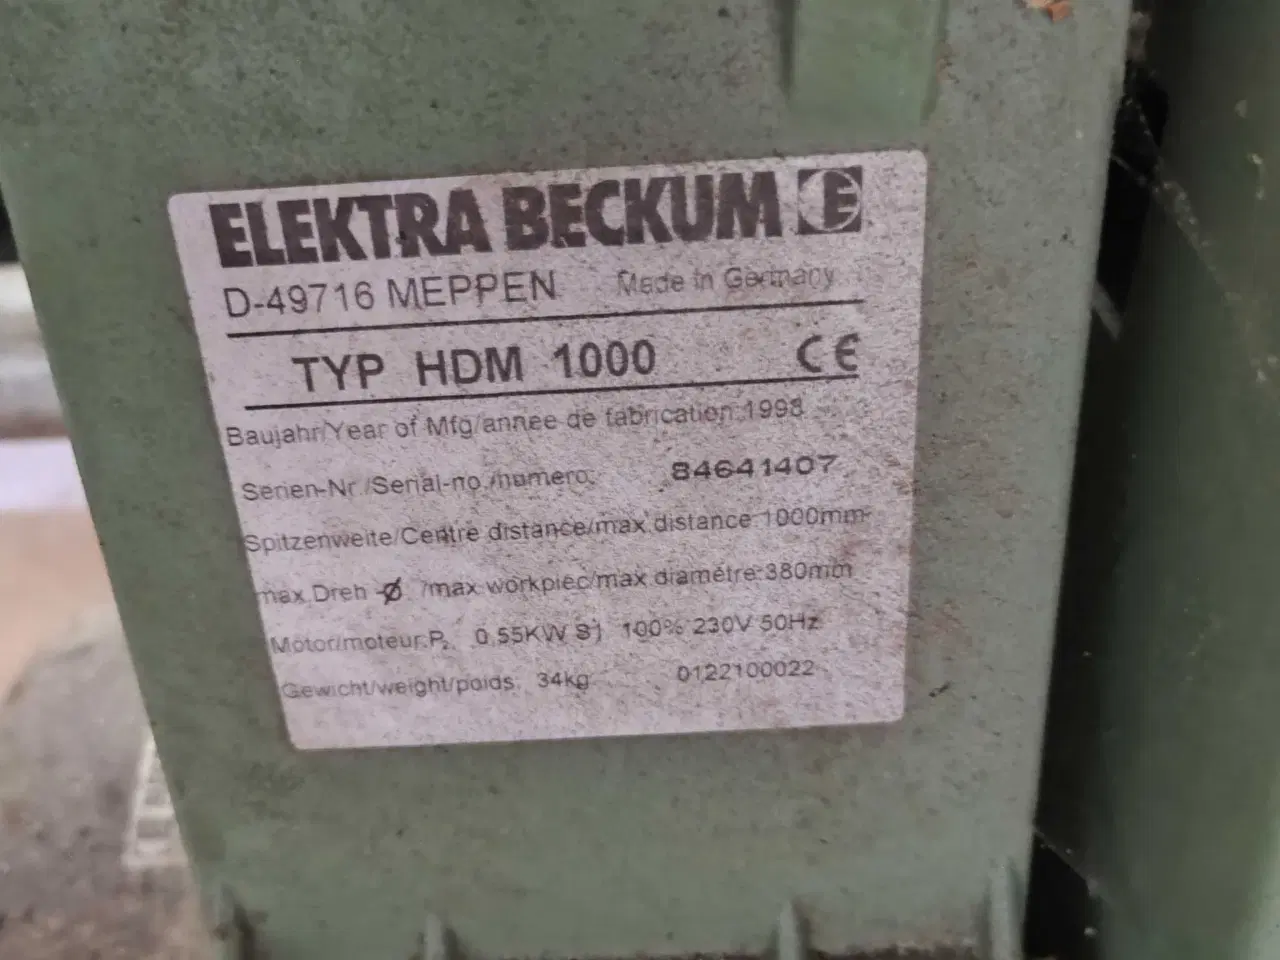 ELEKTRA BECKUM E
D-49716 MEPPEN Made in Germany
TYP HDM 1000 CE
Baujahr/Year of Mfg/annee de fabrication:1998
Serien-Nr./Serial-no./numero: 84641407
Spitzenweite/Centre distance/max distance:1000mm
max.Dreh-Ø /max workpiec/max diamétre:380mm
Motor/moteur:P₂ 0.55KW S1 100% 230V 50Hz
Gewicht/weight/poids: 34kg 0122100022